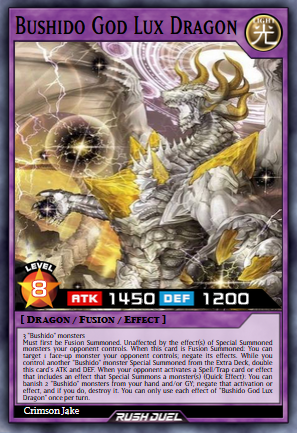 Bushido God Lux Dragon
LIGHT
光
LEVEL
8
ATK 1450 DEF 1200
[ Dragon / Fusion / Effect ]
3 "Bushido" monsters
Must first be Fusion Summoned. Unaffected by the effect(s) of Special Summoned
monsters your opponent controls. When this card is Fusion Summoned: You can
target 1 face-up monster your opponent controls; negate its effects. While you
control another "Bushido" monster Special Summoned from the Extra Deck, double
this card's ATK and DEF. When your opponent activates a Spell/Trap card or effect
that includes an effect that Special Summons a monster(s) (Quick Effect): You can
banish 2 "Bushido" monsters from your hand and/or GY; negate that activation or
effect, and if you do, destroy it. You can only use each effect of "Bushido God Lux
Dragon" once per turn.
Crimson Jake
RUSH DUEL